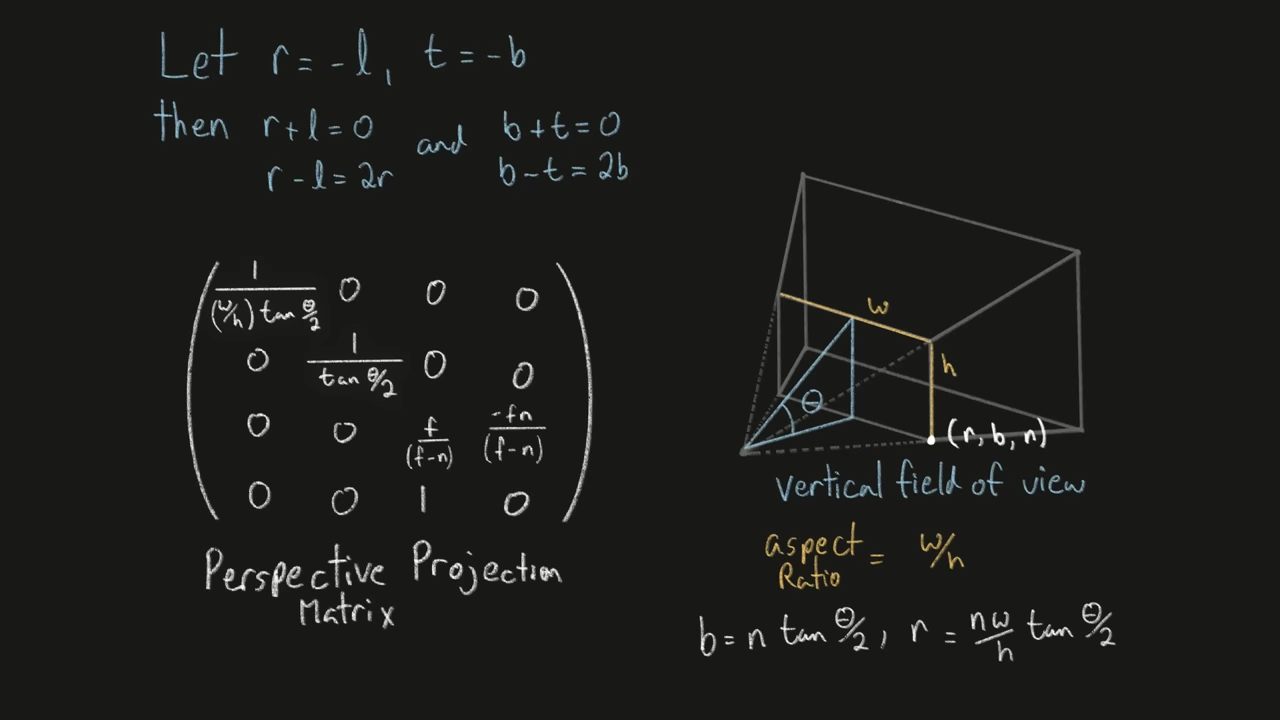 Let r = -l, t = -b
then r + l = 0 and b + t = 0
r - l = 2r b - t = 2b
1/((w/h) tan θ/2) 0 0 0
0 1/(tan θ/2) 0 0
0 0 f/(f-n) -fn/(f-n)
0 0 1 0
Perspective Projection
Matrix
w
h
θ
(r, b, n)
vertical field of view
aspect Ratio = w/h
b = n tan θ/2, r = nw/h tan θ/2